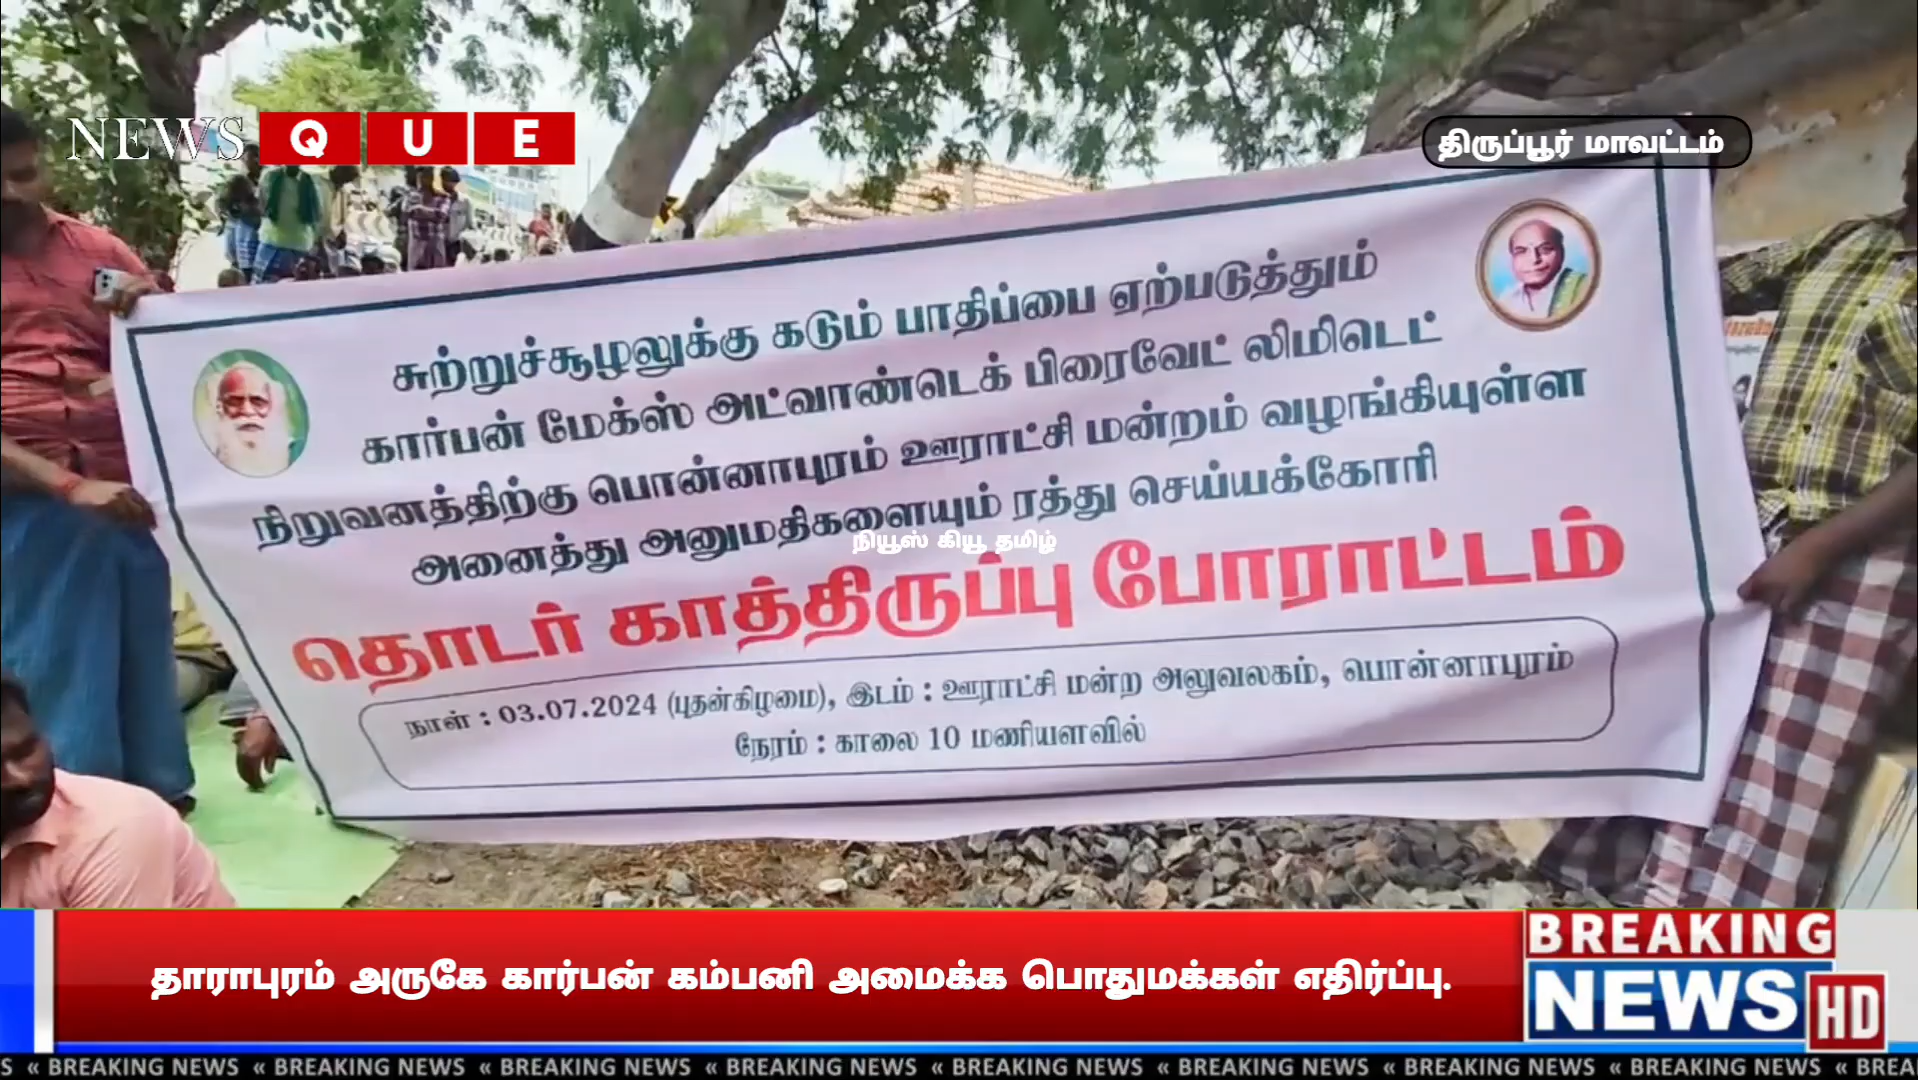 NEWS QUE
திருப்பூர் மாவட்டம்
சுற்றுச்சூழலுக்கு கடும் பாதிப்பை ஏற்படுத்தும்
கார்பன் மேக்ஸ் அட்வாண்டெக் பிரைவேட் லிமிடெட்
நிறுவனத்திற்கு பொன்னாபுரம் ஊராட்சி மன்றம் வழங்கியுள்ள
அனைத்து அனுமதிகளையும் ரத்து செய்யக்கோரி
நியூஸ் கியூ தமிழ்
தொடர் காத்திருப்பு போராட்டம்
நாள் : 03.07.2024 (புதன்கிழமை), இடம் : ஊராட்சி மன்ற அலுவலகம், பொன்னாபுரம்
நேரம் : காலை 10 மணியளவில்
தாராபுரம் அருகே கார்பன் கம்பனி அமைக்க பொதுமக்கள் எதிர்ப்பு.
BREAKING
NEWS HD
S « BREAKING NEWS « BREAKING NEWS « BREAKING NEWS « BREAKING NEWS « BREAKING NEWS « BREAKING NEWS « BREAKING NEWS « BREAKING NEWS « BREA